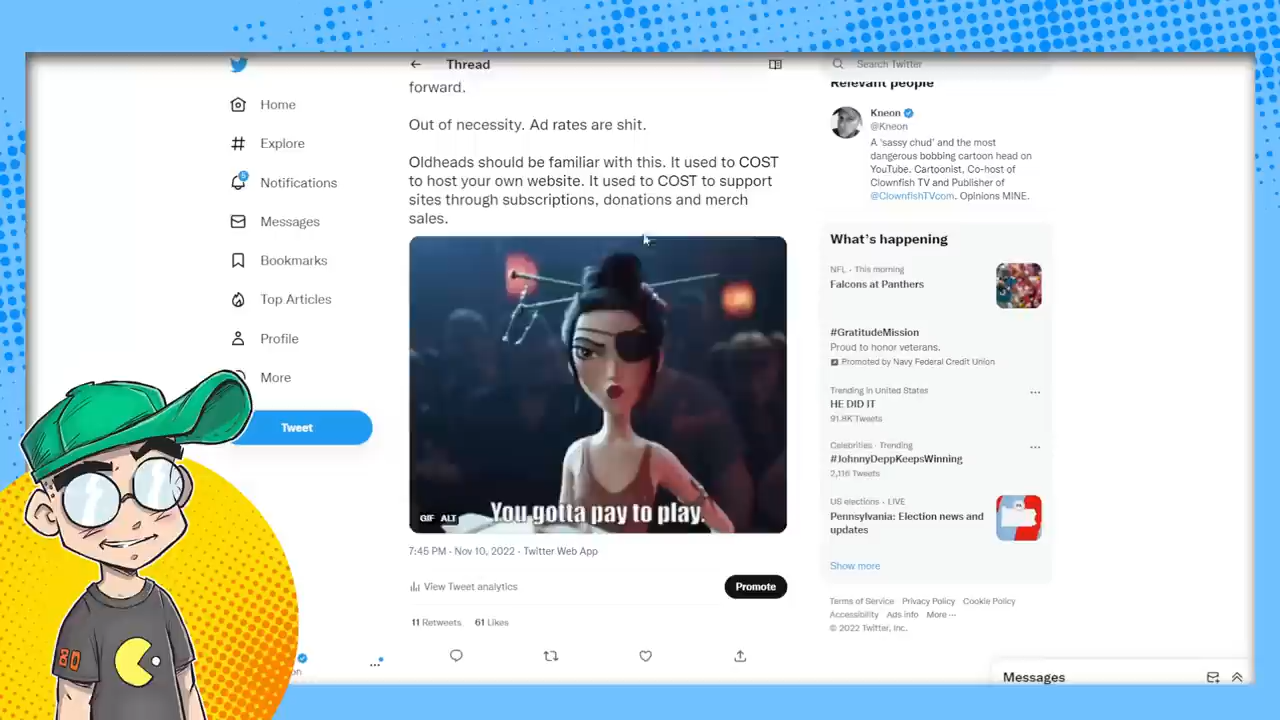 Thread
Search Twitter
Home
Explore
5
Notifications
Messages
Bookmarks
Top Articles
Profile
More
Tweet
forward.
Out of necessity. Ad rates are shit.
Oldheads should be familiar with this. It used to COST
to host your own website. It used to COST to support
sites through subscriptions, donations and merch
sales.
You gotta pay to play.
GIF ALT
7:45 PM · Nov 10, 2022 · Twitter Web App
View Tweet analytics
Promote
11 Retweets 61 Likes
Relevant people
Kneon
@Kneon
A 'sassy chud' and the most
dangerous bobbing cartoon head on
YouTube. Cartoonist, Co-host of
Clownfish TV and Publisher of
@ClownfishTVcom. Opinions MINE.
What's happening
NFL · This morning
Falcons at Panthers
#GratitudeMission
Proud to honor veterans.
Promoted by Navy Federal Credit Union
Trending in United States
HE DID IT
91.8K Tweets
Celebrities · Trending
#JohnnyDeppKeepsWinning
2,116 Tweets
US elections · LIVE
Pennsylvania: Election news and
updates
Show more
Terms of Service Privacy Policy Cookie Policy
Accessibility Ads info More ···
© 2022 Twitter, Inc.
Messages
80
on